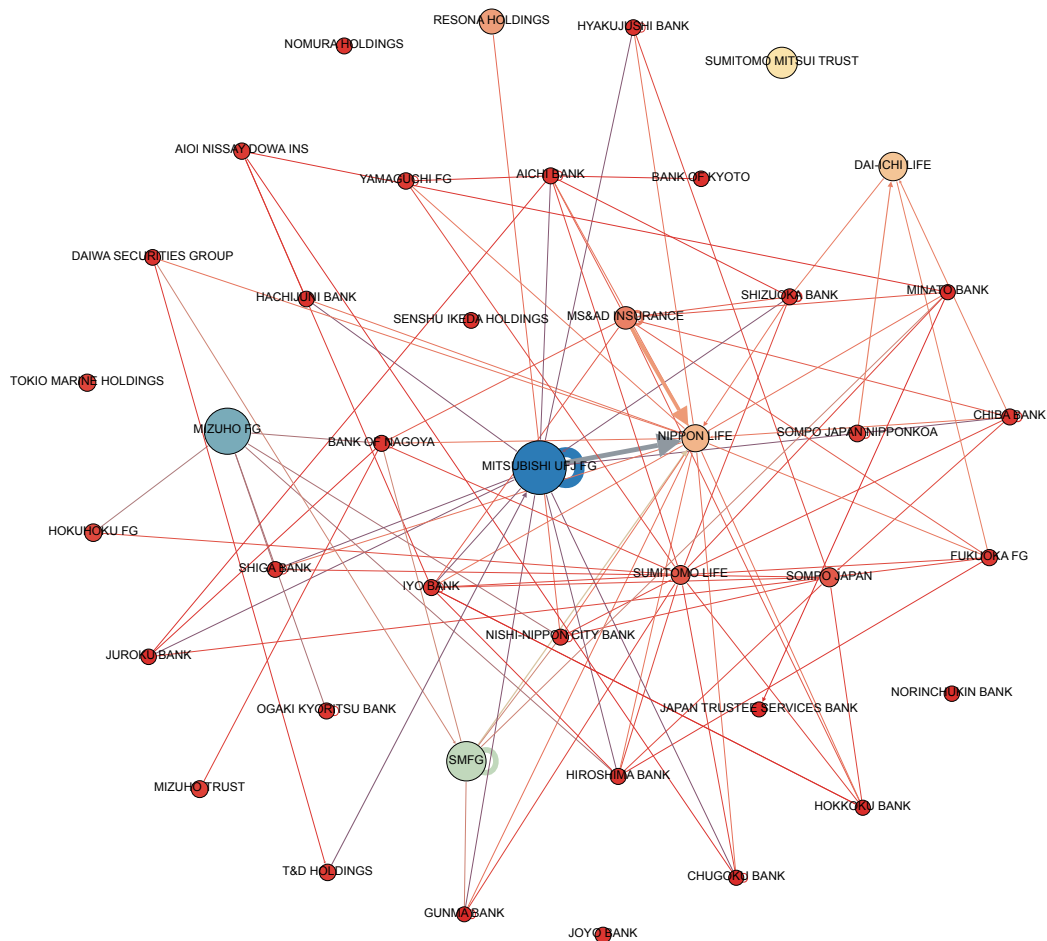 RESONA HOLDINGS
HYAKUJUSHI BANK
NOMURA HOLDINGS
SUMITOMO MITSUI TRUST
AIOI NISSAY DOWA INS
DAI-ICHI LIFE
YAMAGUCHI FG
AICHI BANK
BANK OF KYOTO
DAIWA SECURITIES GROUP
HACHIJUNI BANK
SHIZUOKA BANK
MINATO BANK
SENSHU IKEDA HOLDINGS
MS&AD INSURANCE
TOKIO MARINE HOLDINGS
CHIBA BANK
MIZUHO FG
BANK OF NAGOYA
NIPPON LIFE
SOMPO JAPAN NIPPONKOA
MITSUBISHI UFJ FG
HOKUHOKU FG
FUKUOKA FG
SHIGA BANK
IYO BANK
SUMITOMO LIFE
SOMPO JAPAN
NISHI-NIPPON CITY BANK
JUROKU BANK
NORINCHUKIN BANK
OGAKI KYORITSU BANK
JAPAN TRUSTEE SERVICES BANK
SMFG
HIROSHIMA BANK
MIZUHO TRUST
HOKKOKU BANK
T&D HOLDINGS
CHUGOKU BANK
GUNMA BANK
JOYO BANK